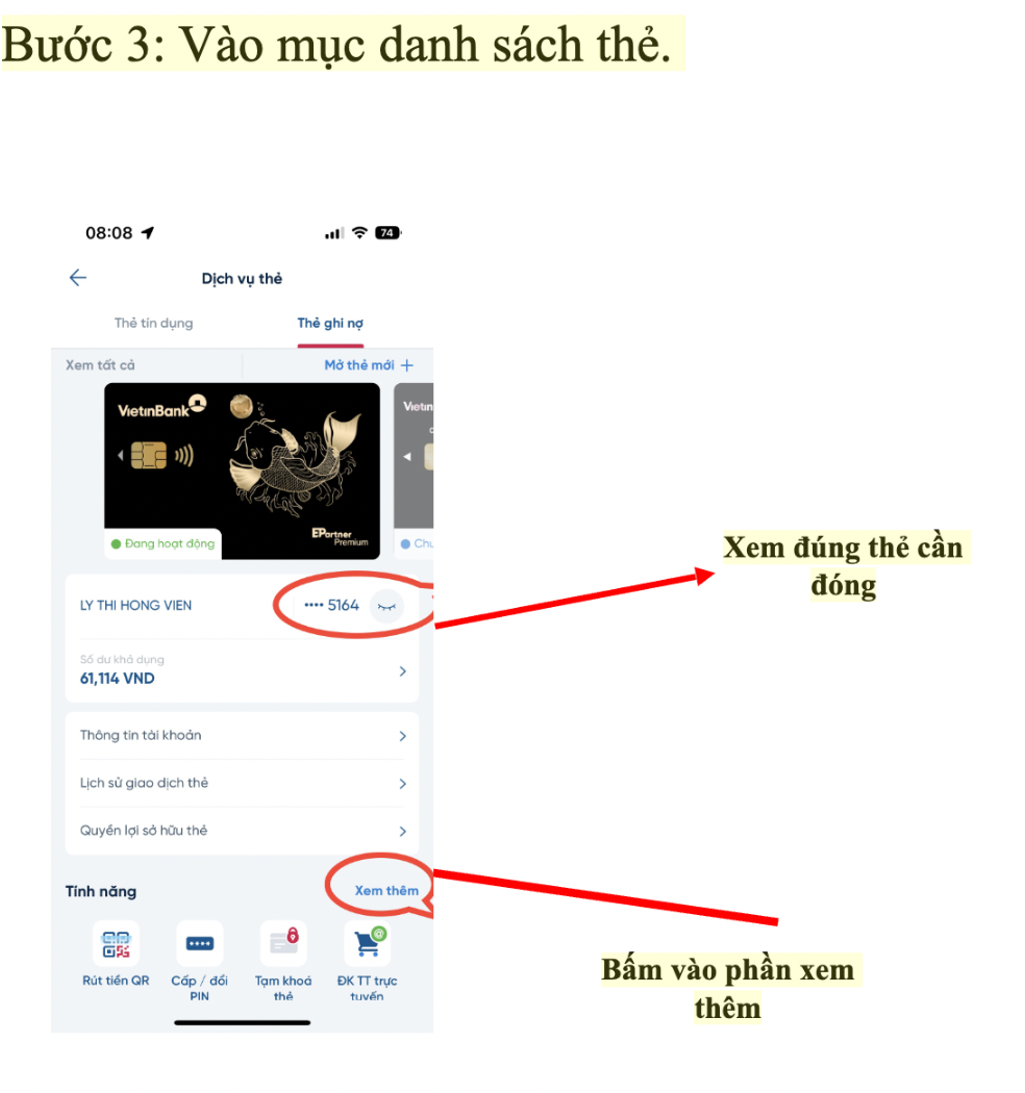 Bước 3: Vào mục danh sách thẻ.
08:08
74
Dịch vụ thẻ
Thẻ tín dụng
Thẻ ghi nợ
Xem tất cả
Mở thẻ mới +
VietinBank
Vietin
EPartner
Premium
Đang hoạt động
Xem đúng thẻ cần
đóng
LY THI HONG VIEN
•••• 5164
Số dư khả dụng
61,114 VND
Thông tin tài khoản
Lịch sử giao dịch thẻ
Quyền lợi sở hữu thẻ
Tính năng
Xem thêm
Bấm vào phần xem
thêm
Rút tiền QR
Cấp / đổi
PIN
Tạm khoá
thẻ
ĐK TT trực
tuyến